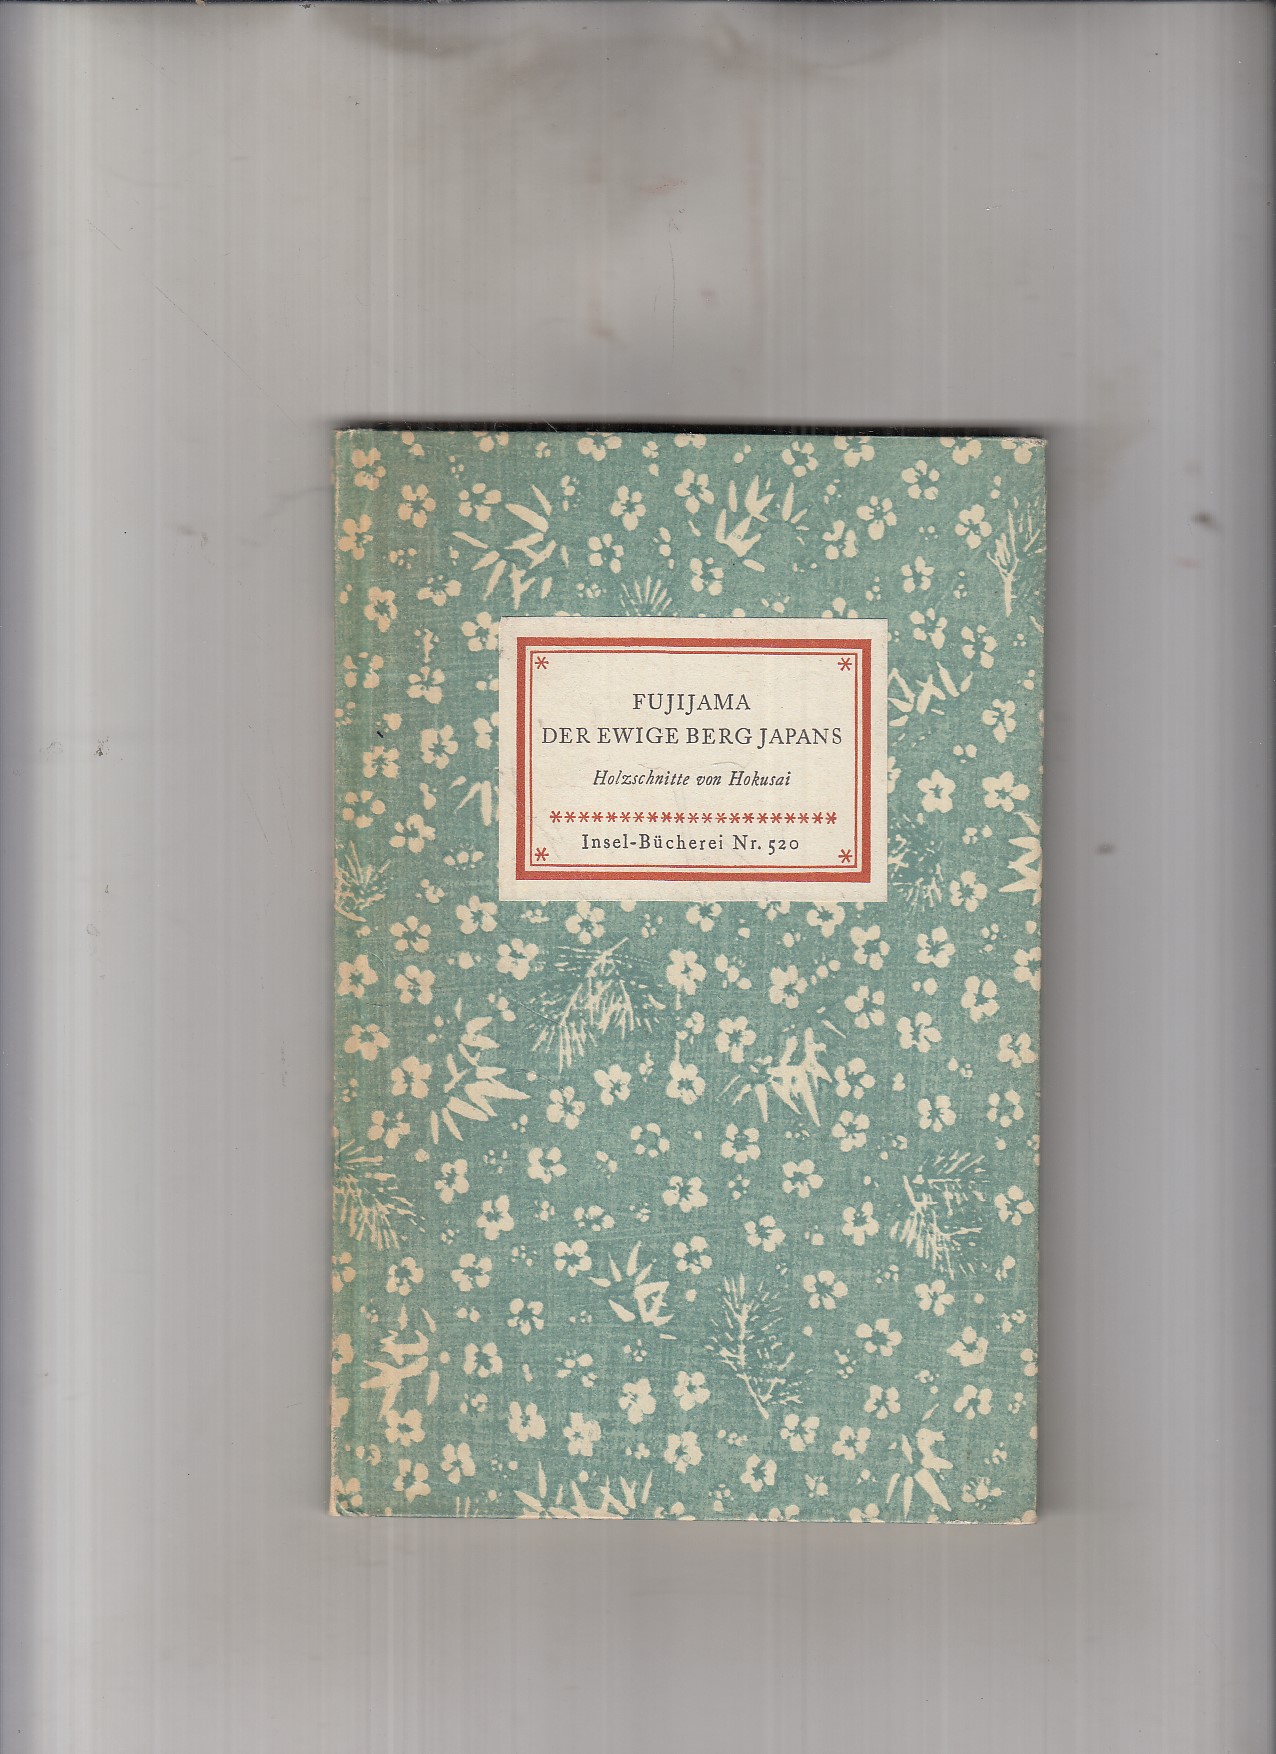 FUJIJAMA
DER EWIGE BERG JAPANS
Holzschnitte von Hokusai
Insel-Bücherei Nr. 520